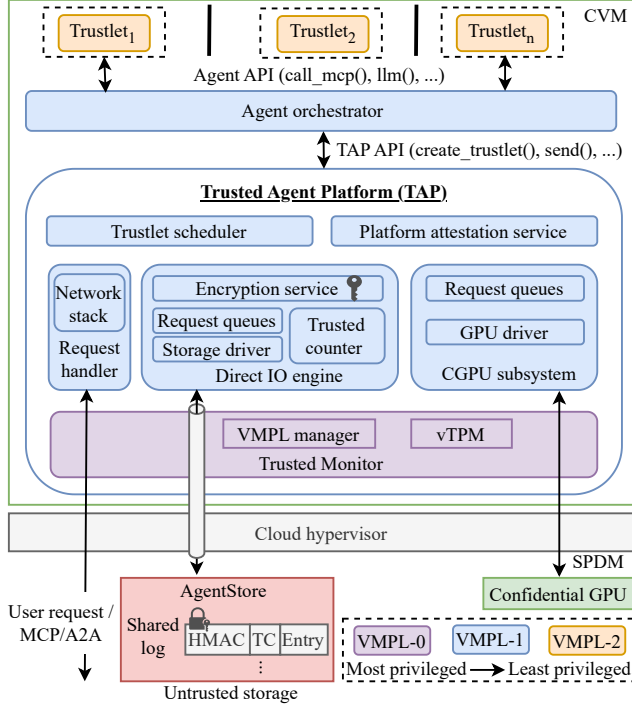 CVM
Trustlet1
Trustlet2
Trustletn
Agent API (call_mcp(), llm(), ...)
Agent orchestrator
TAP API (create_trustlet(), send(), ...)
Trusted Agent Platform (TAP)
Trustlet scheduler
Platform attestation service
Network
stack
Request
handler
Encryption service
Request queues
Storage driver
Trusted
counter
Direct IO engine
Request queues
GPU driver
CGPU subsystem
VMPL manager
vTPM
Trusted Monitor
Cloud hypervisor
SPDM
User request /
MCP/A2A
AgentStore
Shared
log
HMAC
TC
Entry
⋮
Untrusted storage
Confidential GPU
VMPL-0
VMPL-1
VMPL-2
Most privileged
Least privileged